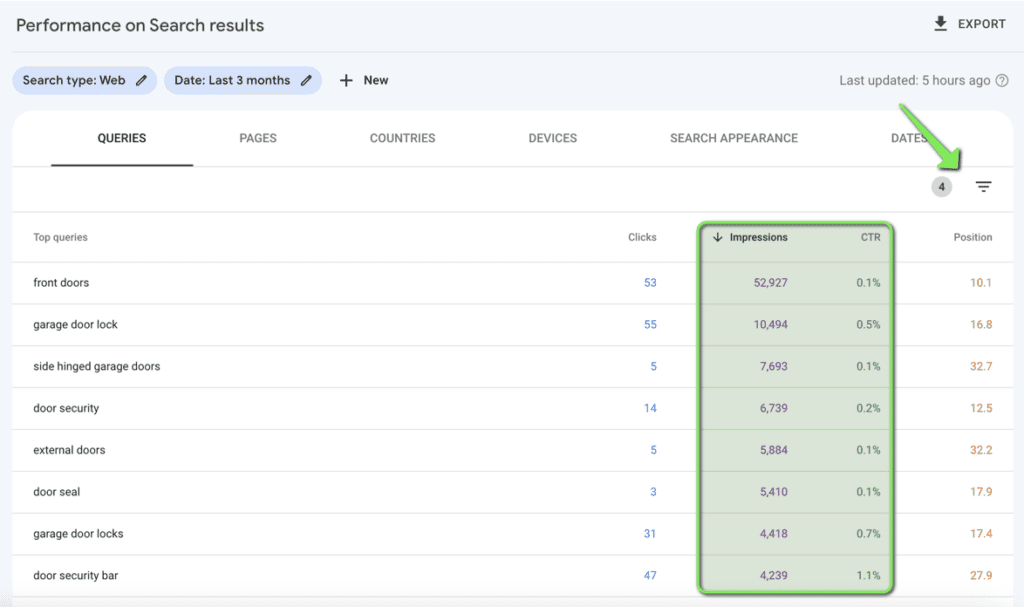 Performance on Search results
EXPORT
Search type: Web
Date: Last 3 months
New
Last updated: 5 hours ago
QUERIES PAGES COUNTRIES DEVICES SEARCH APPEARANCE DATES
4
Top queries Clicks Impressions CTR Position
front doors 53 52,927 0.1% 10.1
garage door lock 55 10,494 0.5% 16.8
side hinged garage doors 5 7,693 0.1% 32.7
door security 14 6,739 0.2% 12.5
external doors 5 5,884 0.1% 32.2
door seal 3 5,410 0.1% 17.9
garage door locks 31 4,418 0.7% 17.4
door security bar 47 4,239 1.1% 27.9